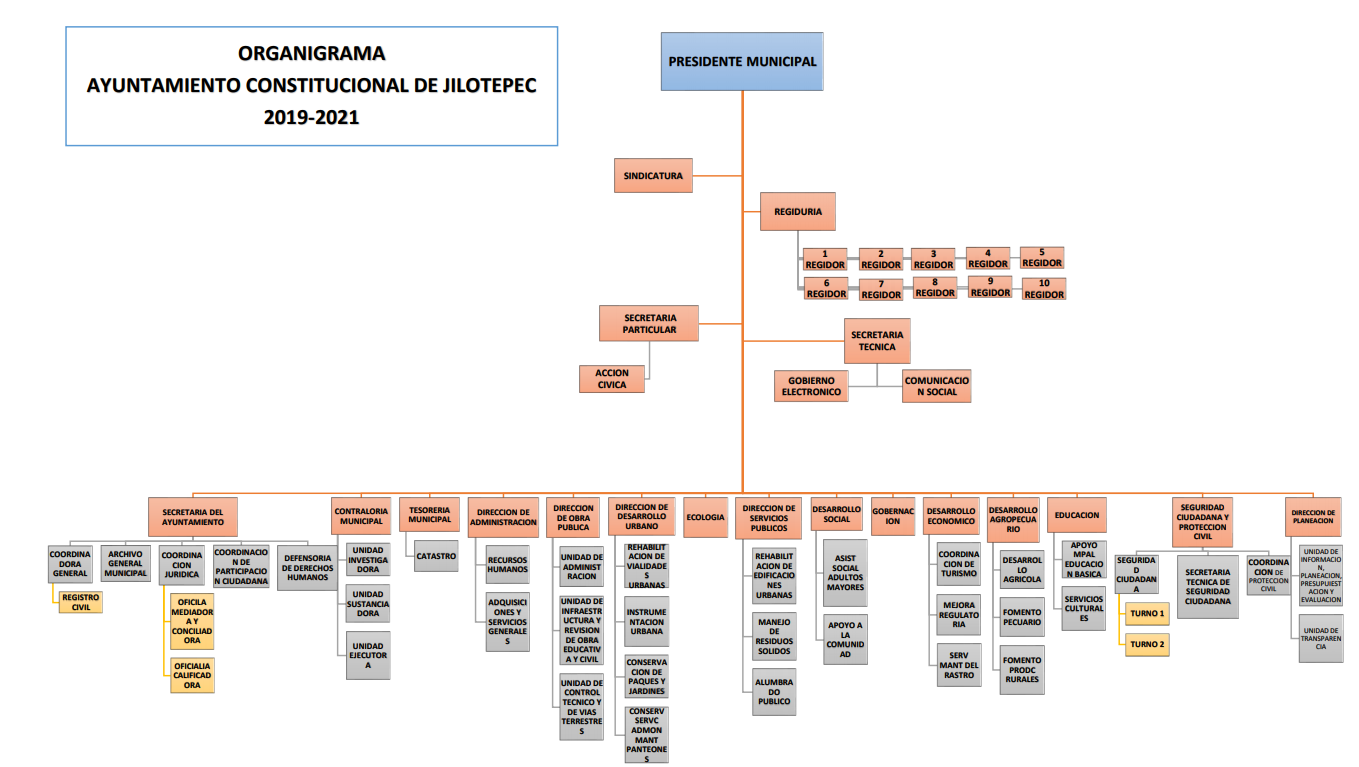 ORGANIGRAMA
AYUNTAMIENTO CONSTITUCIONAL DE JILOTEPEC
2019-2021
PRESIDENTE MUNICIPAL
SINDICATURA
REGIDURIA
1
REGIDOR
2
REGIDOR
3
REGIDOR
4
REGIDOR
5
REGIDOR
6
REGIDOR
7
REGIDOR
8
REGIDOR
9
REGIDOR
10
REGIDOR
SECRETARIA
PARTICULAR
ACCION
CIVICA
SECRETARIA
TECNICA
GOBIERNO
ELECTRONICO
COMUNICACIO
N SOCIAL
SECRETARIA DEL
AYUNTAMIENTO
COORDINA
DORA
GENERAL
REGISTRO
CIVIL
ARCHIVO
GENERAL
MUNICIPAL
COORDINA
CION
JURIDICA
OFICILA
MEDIADOR
A Y
CONCILIAD
ORA
OFICIALIA
CALIFICAD
ORA
COORDINACIO
N DE
PARTICIPACIO
N CIUDADANA
DEFENSORIA
DE DERECHOS
HUMANOS
CONTRALORIA
MUNICIPAL
UNIDAD
INVESTIGA
DORA
UNIDAD
SUSTANCIA
DORA
UNIDAD
EJECUTOR
A
TESORERIA
MUNICIPAL
CATASTRO
DIRECCION DE
ADMINISTRACION
RECURSOS
HUMANOS
ADQUISICI
ONES Y
SERVICIOS
GENERALE
S
DIRECCION
DE OBRA
PUBLICA
UNIDAD DE
ADMINIST
RACION
UNIDAD DE
INFRAESTR
UCTURA Y
REVISION
DE OBRA
EDUCATIV
A Y CIVIL
UNIDAD DE
CONTROL
TECNICO Y
DE VIAS
TERRESTRE
S
DIRECCION DE
DESARROLLO
URBANO
REHABILIT
ACION DE
VIALIDADE
S URBANAS
INSTRUME
NTACION
URBANA
CONSERVA
CION DE
PAQUES Y
JARDINES
CONSERV
SERVC
ADMON
MANT
PANTEONE
S
ECOLOGIA
DIRECCION DE
SERVICIOS
PUBLICOS
REHABILIT
ACION DE
EDIFICACIO
NES
URBANAS
MANEJO
DE
RESIDUOS
SOLIDOS
ALUMBRA
DO
PUBLICO
DESARROLLO
SOCIAL
ASIST
SOCIAL
ADULTOS
MAYORES
APOYO A
LA
COMUNID
AD
GOBERNAC
ION
DESARROLLO
ECONOMICO
COORDINA
CION DE
TURISMO
MEJORA
REGULATO
RIA
SERV
MANT DEL
RASTRO
DESARROLLO
AGROPECUA
RIO
DESARROL
LO
AGRICOLA
FOMENTO
PECUARIO
FOMENTO
PRODC
RURALES
EDUCACION
APOYO
MPAL
EDUCACIO
N BASICA
SERVICIOS
CULTURAL
ES
SEGURIDAD
CIUDADANA Y
PROTECCION
CIVIL
SEGURIDA
D
CIUDADAN
A
TURNO 1
TURNO 2
SECRETARIA
TECNICA DE
SEGURIDAD
CIUDADANA
COORDINA
CION DE
PROTECCION
CIVIL
DIRECCION DE
PLANEACION
UNIDAD DE
INFORMACIO
N,
PLANEACION,
PRESUPUEST
ACION Y
EVALUACION
UNIDAD DE
TRANSPAREN
CIA